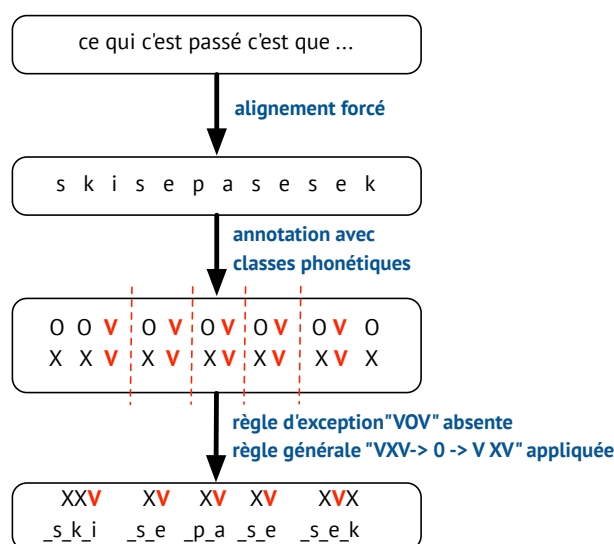 ce qui c'est passé c'est que ...
alignement forcé
s k i s e p a s e s e k
annotation avec
classes phonétiques
O O V O V O V O V O V O
X X V X V X V X V X V X
règle d'exception"VOV" absente
règle générale "VXV-> 0 -> V XV" appliquée
XXV XV XV XV XVX
_s_k_i _s_e _p_a _s_e _s_e_k